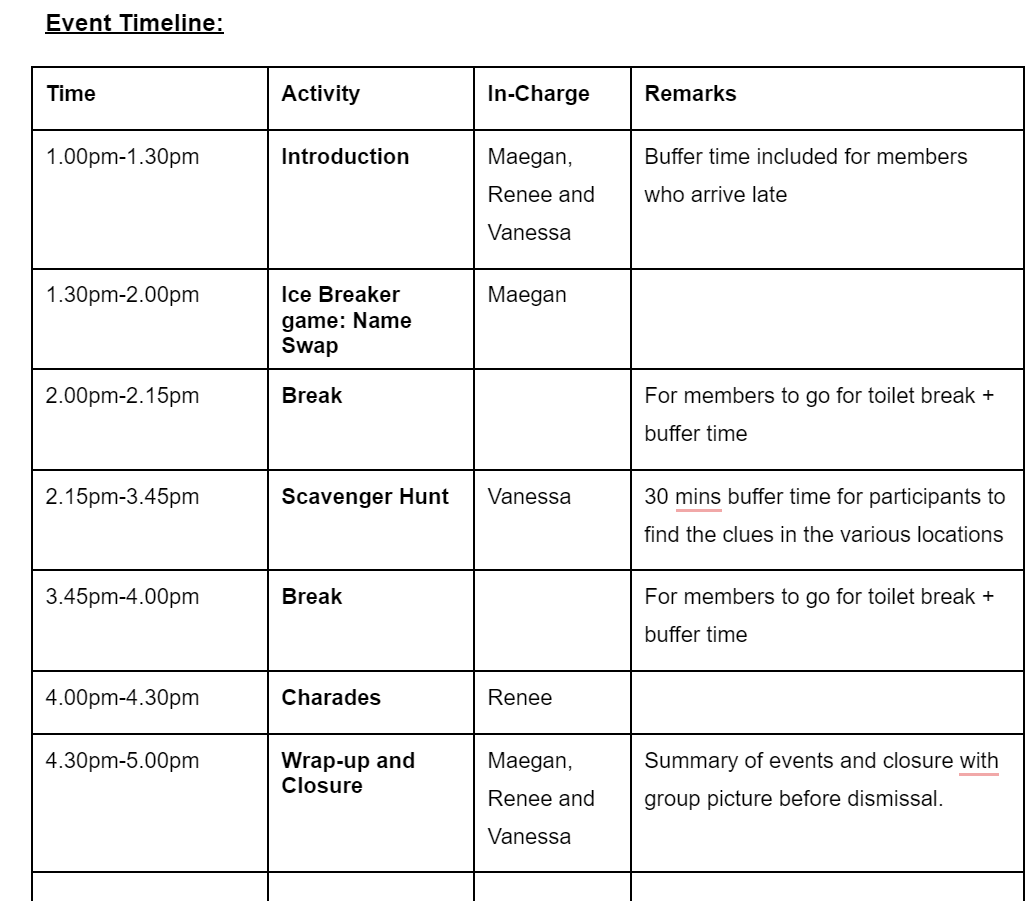 Event Timeline:
Time Activity In-Charge Remarks
1.00pm-1.30pm Introduction Maegan, Buffer time included for members
Renee and who arrive late
Vanessa
1.30pm-2.00pm Ice Breaker Maegan
game: Name
Swap
2.00pm-2.15pm Break For members to go for toilet break +
buffer time
2.15pm-3.45pm Scavenger Hunt Vanessa 30 mins buffer time for participants to
find the clues in the various locations
3.45pm-4.00pm Break For members to go for toilet break +
buffer time
4.00pm-4.30pm Charades Renee
4.30pm-5.00pm Wrap-up and Maegan, Summary of events and closure with
Closure Renee and group picture before dismissal.
Vanessa